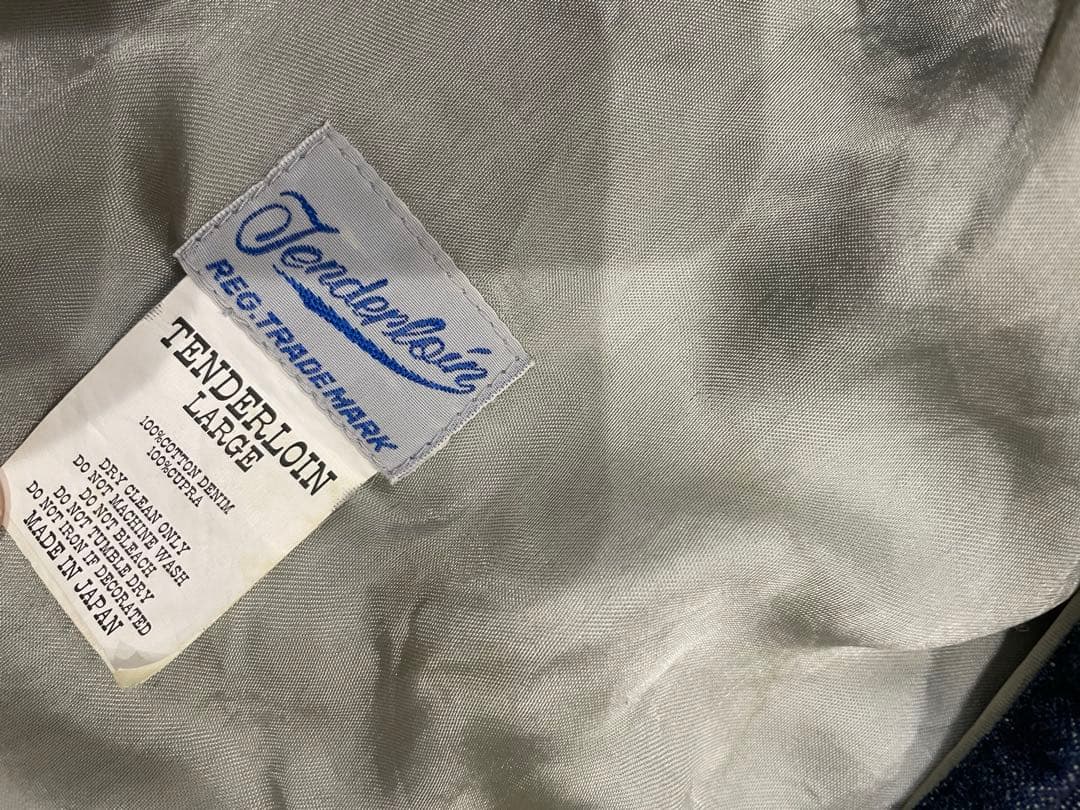 Tenderloin
REG.TRADEMARK
TENDERLOIN
LARGE
100%COTTON DENIM
100%CUPRA
DRY CLEAN ONLY
DO NOT MACHINE WASH
DO NOT BLEACH
DO NOT TUMBLE DRY
DO NOT IRON IF DECORATED
MADE IN JAPAN